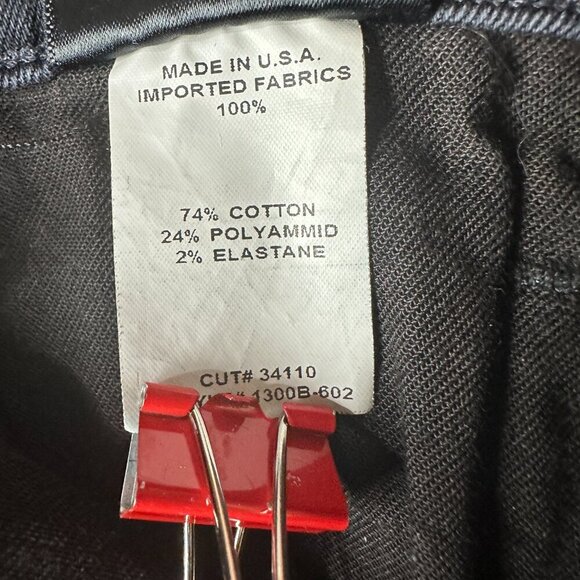 MADE IN U.S.A.
IMPORTED FABRICS
100%
74% COTTON
24% POLYAMMID
2% ELASTANE
CUT# 34110
# 1300B-602